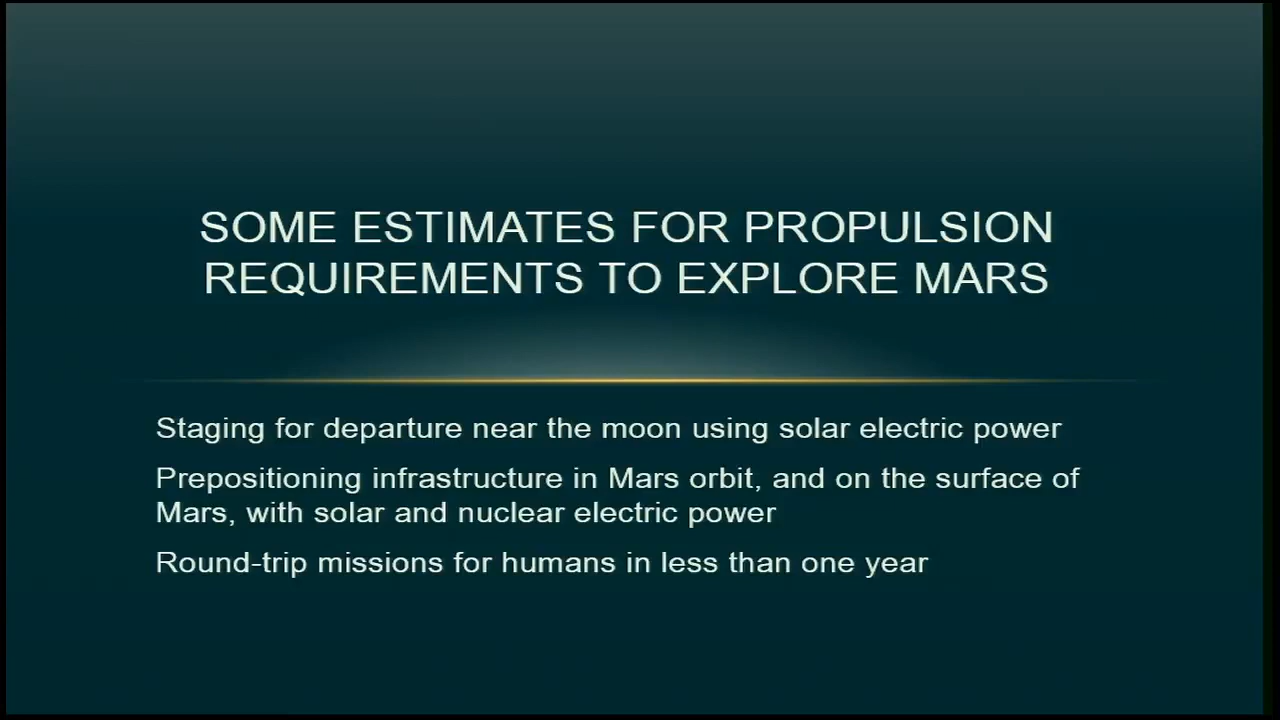 SOME ESTIMATES FOR PROPULSION
REQUIREMENTS TO EXPLORE MARS
Staging for departure near the moon using solar electric power
Prepositioning infrastructure in Mars orbit, and on the surface of
Mars, with solar and nuclear electric power
Round-trip missions for humans in less than one year